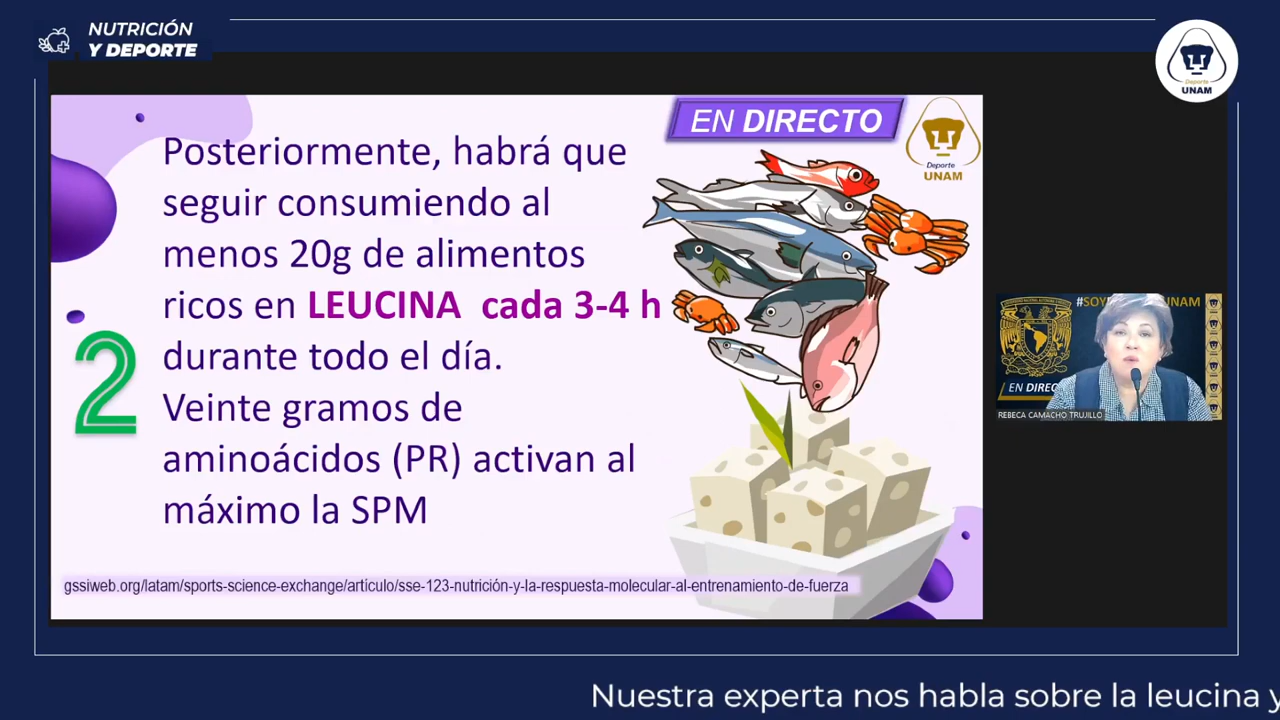 NUTRICIÓN
Y DEPORTE
Deporte
UNAM
EN DIRECTO
Deporte
UNAM
Posteriormente, habrá que
seguir consumiendo al
menos 20g de alimentos
ricos en LEUCINA cada 3-4 h
durante todo el día.
Veinte gramos de
aminoácidos (PR) activan al
máximo la SPM
2
gssiweb.org/latam/sports-science-exchange/artículo/sse-123-nutrición-y-la-respuesta-molecular-al-entrenamiento-de-fuerza
#SOY
UNAM
EN DIREC
REBECA CAMACHO TRUJILLO
Nuestra experta nos habla sobre la leucina y